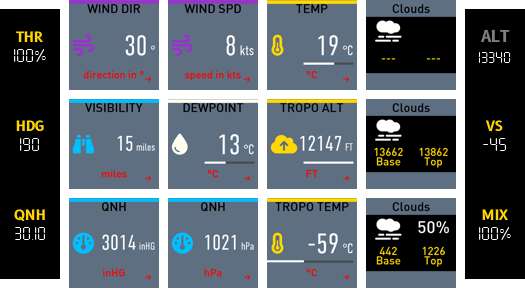 THR
100%
HDG
190
QNH
30.10
WIND DIR
30 °
direction in °
WIND SPD
8 kts
speed in kts
TEMP
19 °C
°C
Clouds
--- ---
VISIBILITY
15 miles
miles
DEWPOINT
13 °C
°C
TROPO ALT
12147 FT
FT
Clouds
13662 13862
Base Top
QNH
3014 inHG
inHG
QNH
1021 hPa
hPa
TROPO TEMP
-59 °C
°C
Clouds
50%
442 1226
Base Top
ALT
13340
VS
-45
MIX
100%